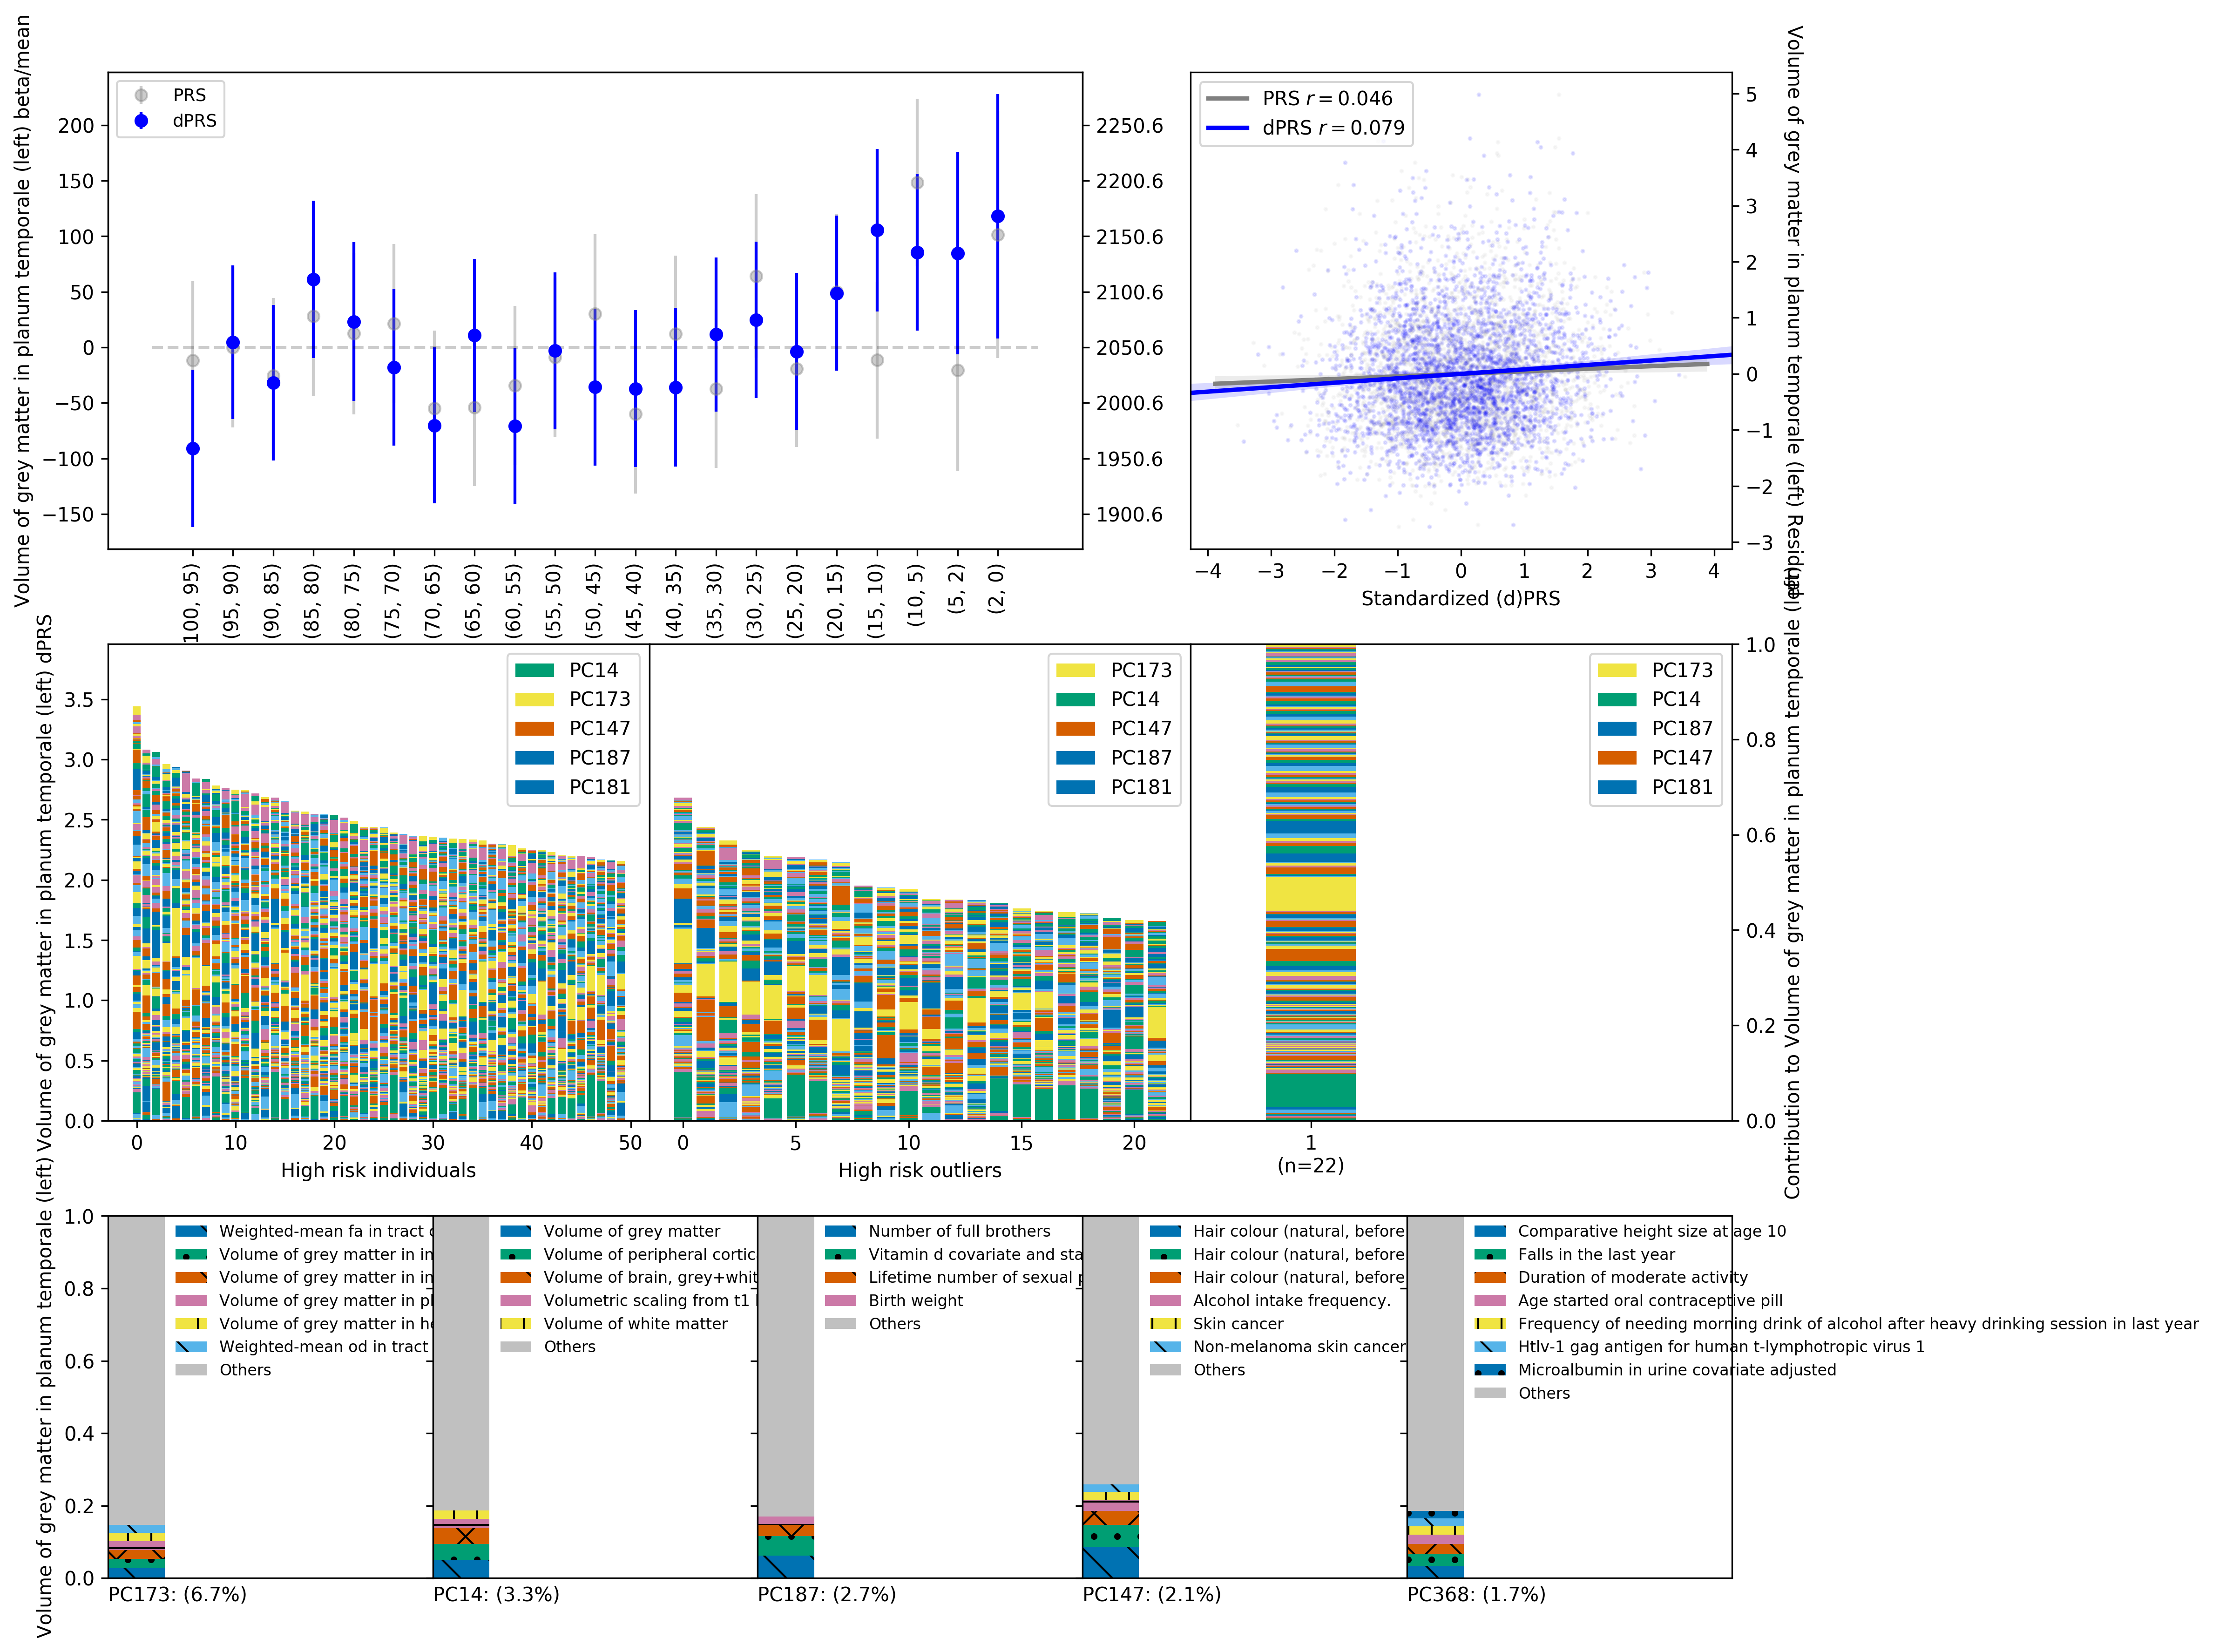 Volume of grey matter in planum temporale (left) beta/mean
PRS
dPRS
200
150
100
50
0
−50
−100
−150
2250.6
2200.6
2150.6
2100.6
2050.6
2000.6
1950.6
1900.6
100, 95)
(95, 90)
(90, 85)
(85, 80)
(80, 75)
(75, 70)
(70, 65)
(65, 60)
(60, 55)
(55, 50)
(50, 45)
(45, 40)
(40, 35)
(35, 30)
(30, 25)
(25, 20)
(20, 15)
(15, 10)
(10, 5)
(5, 2)
(2, 0)
PRS r = 0.046
dPRS r = 0.079
5
4
3
2
1
0
−1
−2
−3
−4 −3 −2 −1 0 1 2 3 4
Standardized (d)PRS
Volume of grey matter in planum temporale (left) Residual
Volume of grey matter in planum temporale (left) dPRS
3.5
3.0
2.5
2.0
1.5
1.0
0.5
0.0
PC14
PC173
PC147
PC187
PC181
0 10 20 30 40 50
High risk individuals
PC173
PC14
PC147
PC187
PC181
0 5 10 15 20
High risk outliers
PC173
PC14
PC187
PC147
PC181
1
(n=22)
1.0
0.8
0.6
0.4
0.2
0.0
Contribution to Volume of grey matter in planum temporale (left)
Volume of grey matter in planum temporale (left)
1.0
0.8
0.6
0.4
0.2
0.0
Weighted-mean fa in tract
Volume of grey matter in
Volume of grey matter in
Volume of grey matter in
Volume of grey matter in
Weighted-mean od in tract
Others
PC173: (6.7%)
Volume of grey matter
Volume of peripheral
Volume of brain,
Volumetric scaling from t1
Volume of white matter
Others
PC14: (3.3%)
Number of full brothers
Vitamin d covariate and
Lifetime number of sexual
Birth weight
Others
PC187: (2.7%)
Hair colour (natural, before
Hair colour (natural, before
Hair colour (natural, before
Alcohol intake frequency.
Skin cancer
Non-melanoma skin cancer
Others
PC147: (2.1%)
Comparative height size at age 10
Falls in the last year
Duration of moderate activity
Age started oral contraceptive pill
Frequency of needing morning drink of alcohol after heavy drinking session in last year
Htlv-1 gag antigen for human t-lymphotropic virus 1
Microalbumin in urine covariate adjusted
Others
PC368: (1.7%)